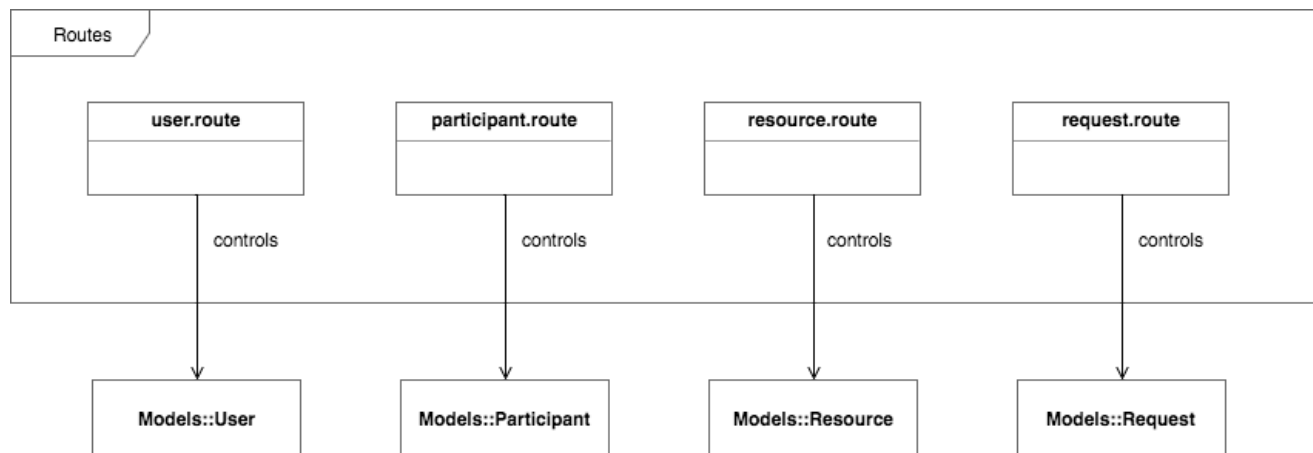 Routes
user.route
participant.route
resource.route
request.route
controls
controls
controls
controls
Models::User
Models::Participant
Models::Resource
Models::Request